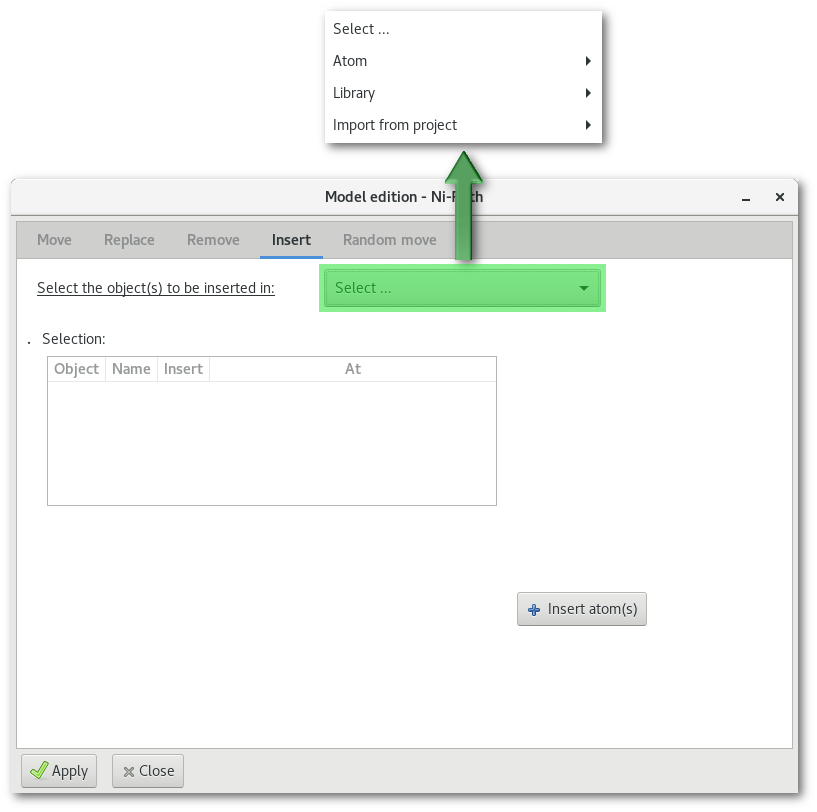 Select ...
Atom
Library
Import from project
Model edition - Ni-
th
Move Replace Remove Insert Random move
Select the object(s) to be inserted in: Select ...
. Selection:
Object Name Insert At
Insert atom(s)
Apply Close